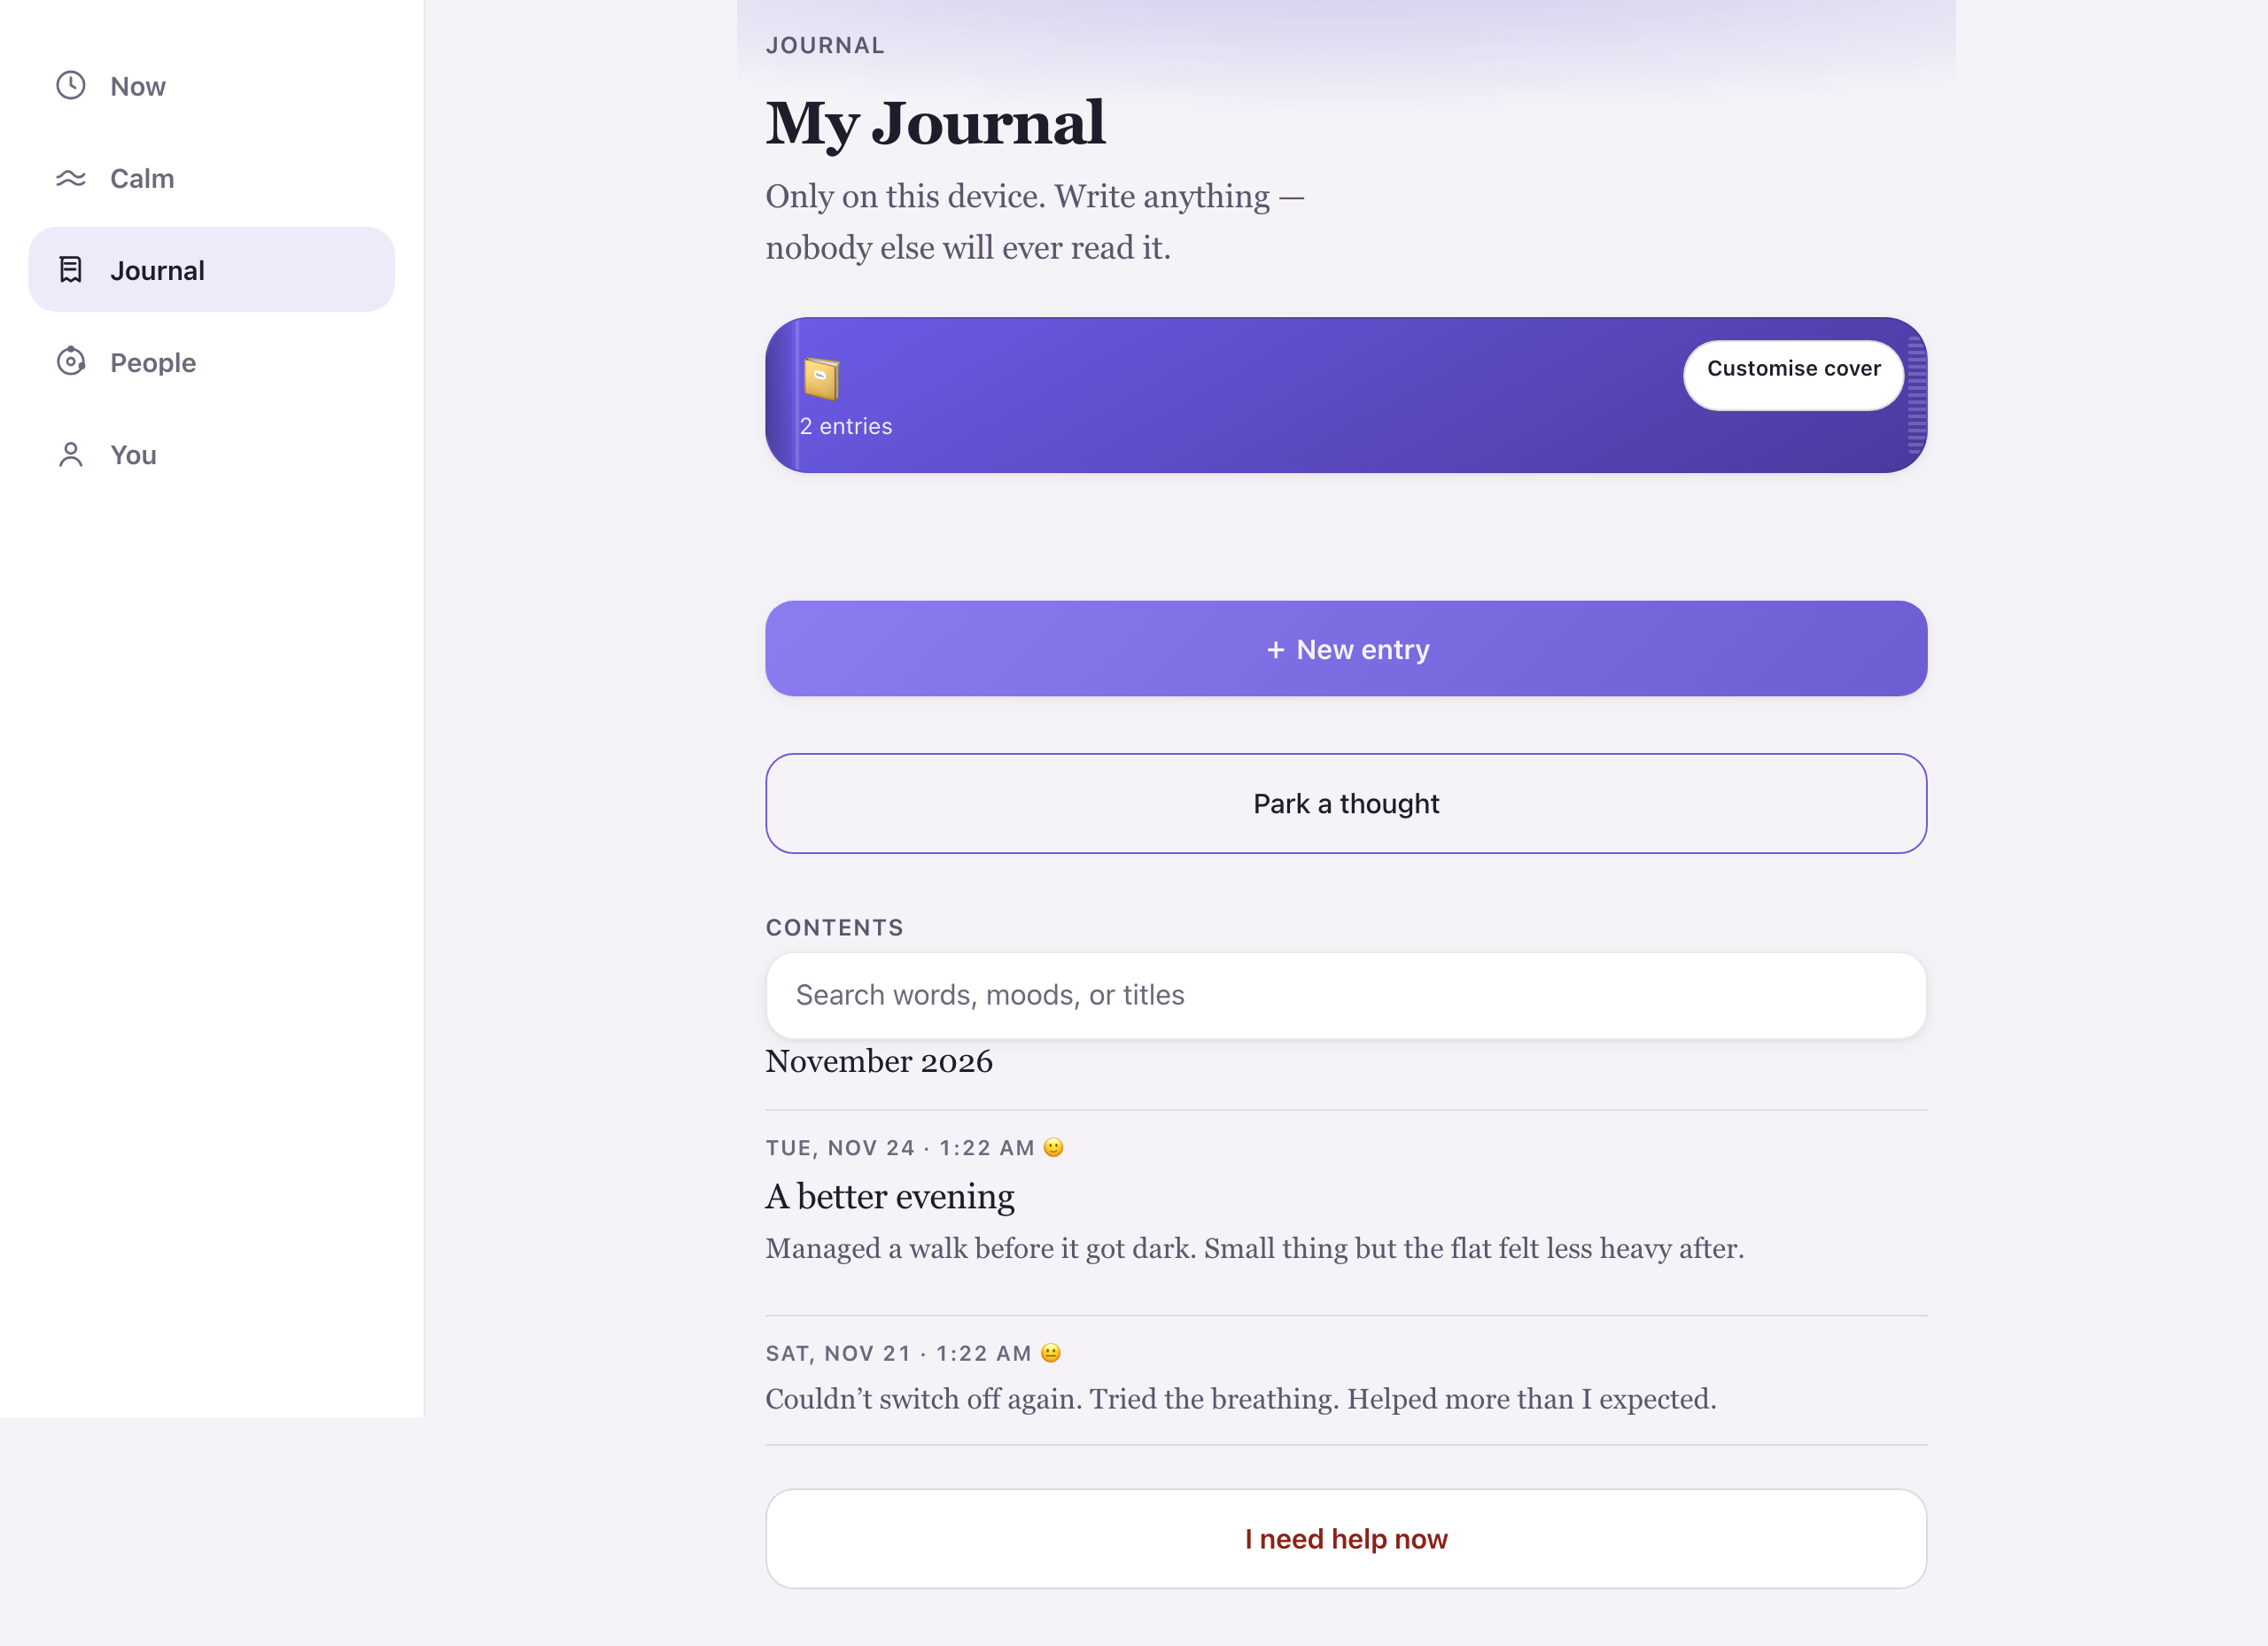 Now
Calm
Journal
People
You
JOURNAL
My Journal
Only on this device. Write anything —
nobody else will ever read it.
Customise cover
2 entries
+ New entry
Park a thought
CONTENTS
Search words, moods, or titles
November 2026
TUE, NOV 24 · 1:22 AM 🙂
A better evening
Managed a walk before it got dark. Small thing but the flat felt less heavy after.
SAT, NOV 21 · 1:22 AM 😐
Couldn’t switch off again. Tried the breathing. Helped more than I expected.
I need help now